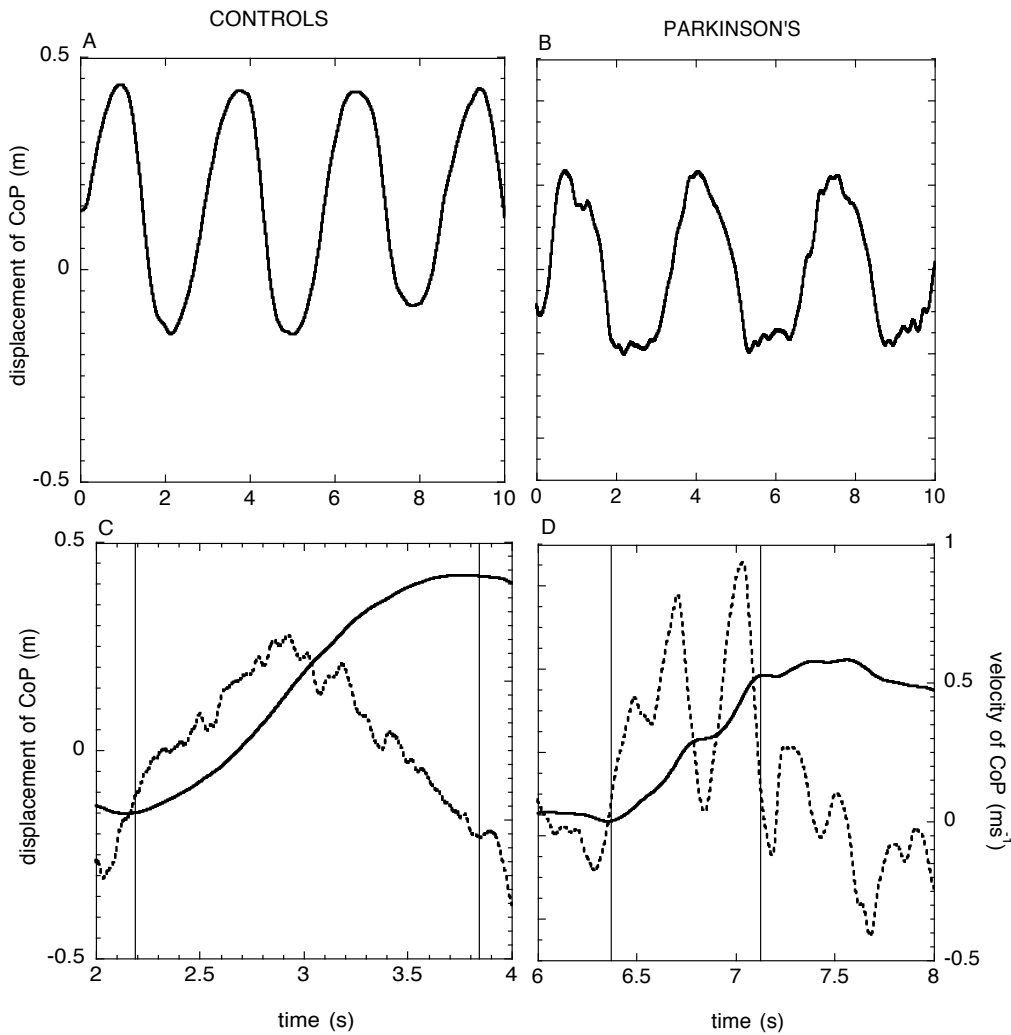 CONTROLS
PARKINSON'S
A
B
0.5
0
-0.5
displacement of CoP (m)
0 2 4 6 8 10
0 2 4 6 8 10
C
D
0.5
0
-0.5
displacement of CoP (m)
1
0.5
0
-0.5
velocity of CoP (ms-1)
2 2.5 3 3.5 4
6 6.5 7 7.5 8
time (s)
time (s)